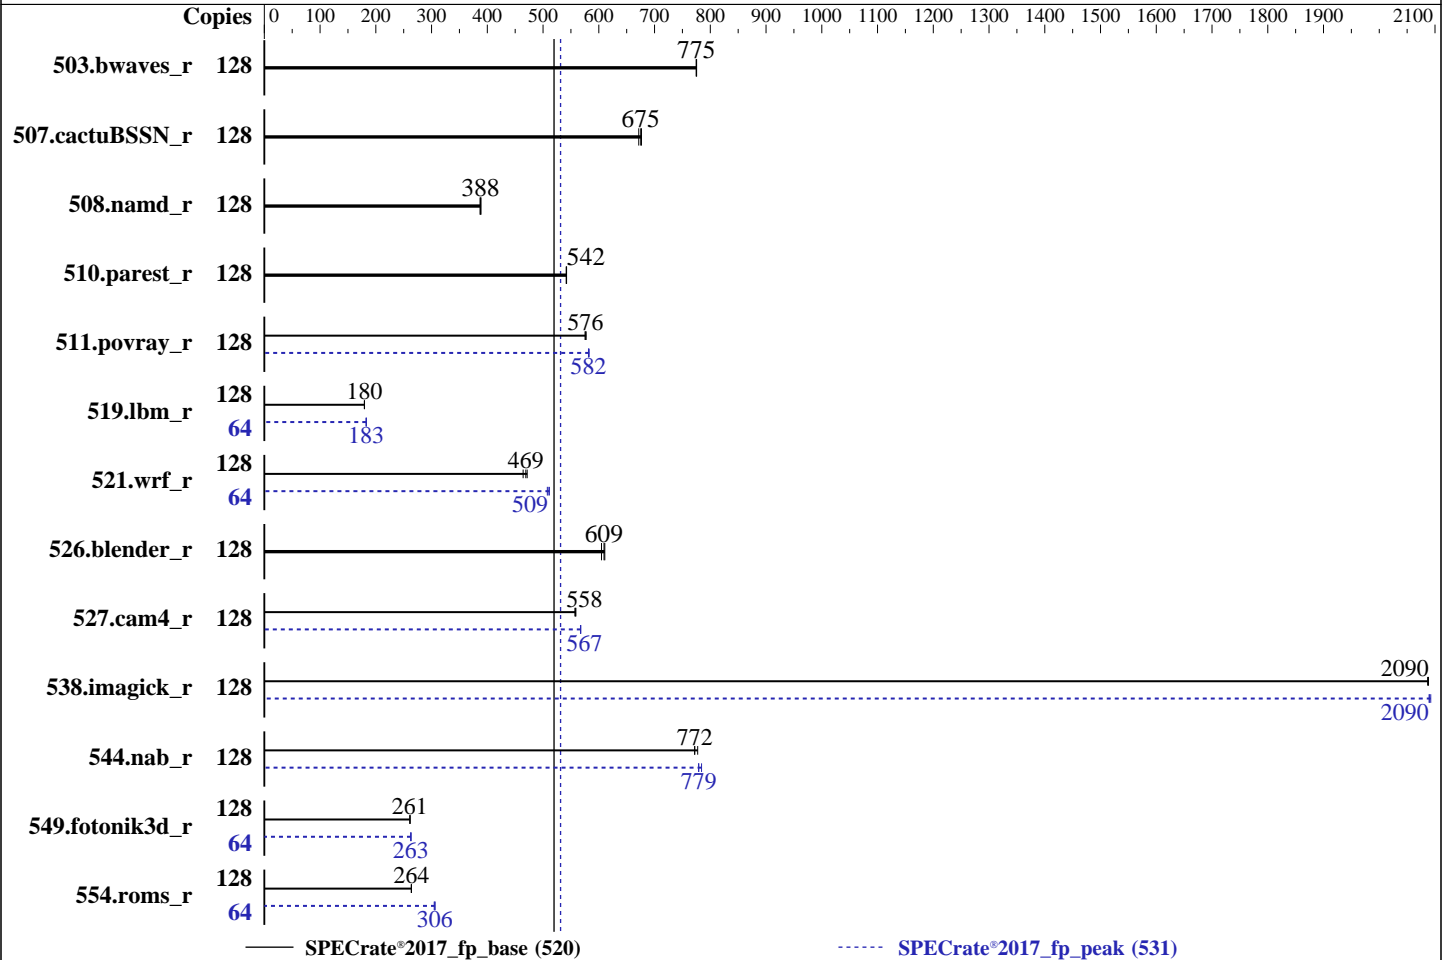 Copies 0 100 200 300 400 500 600 700 800 900 1000 1100 1200 1300 1400 1500 1600 1700 1800 1900 2100
503.bwaves_r 128 775
507.cactuBSSN_r 128 675
508.namd_r 128 388
510.parest_r 128 542
511.povray_r 128 576
582
519.lbm_r 128 180
64 183
521.wrf_r 128 469
64 509
526.blender_r 128 609
527.cam4_r 128 558
567
538.imagick_r 128 2090
2090
544.nab_r 128 772
779
549.fotonik3d_r 128 261
64 263
554.roms_r 128 264
64 306
SPECrate®2017_fp_base (520) SPECrate®2017_fp_peak (531)